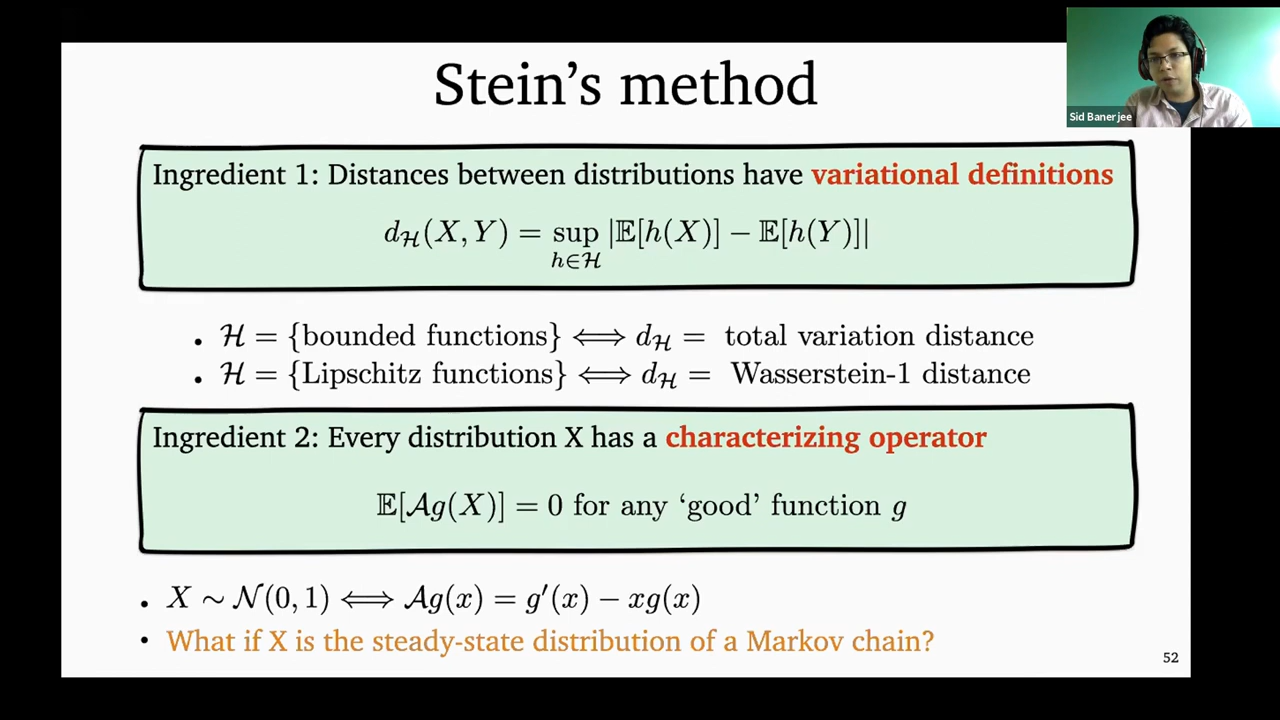 Stein's method
Sid Banerjee
Ingredient 1: Distances between distributions have variational definitions
d_ℋ(X, Y) = sup_{h∈ℋ} |𝔼[h(X)] − 𝔼[h(Y)]|
• ℋ = {bounded functions} ⟺ d_ℋ = total variation distance
• ℋ = {Lipschitz functions} ⟺ d_ℋ = Wasserstein-1 distance
Ingredient 2: Every distribution X has a characterizing operator
𝔼[𝒜g(X)] = 0 for any ‘good’ function g
• X ∼ 𝒩(0, 1) ⟺ 𝒜g(x) = g′(x) − xg(x)
• What if X is the steady-state distribution of a Markov chain?
52